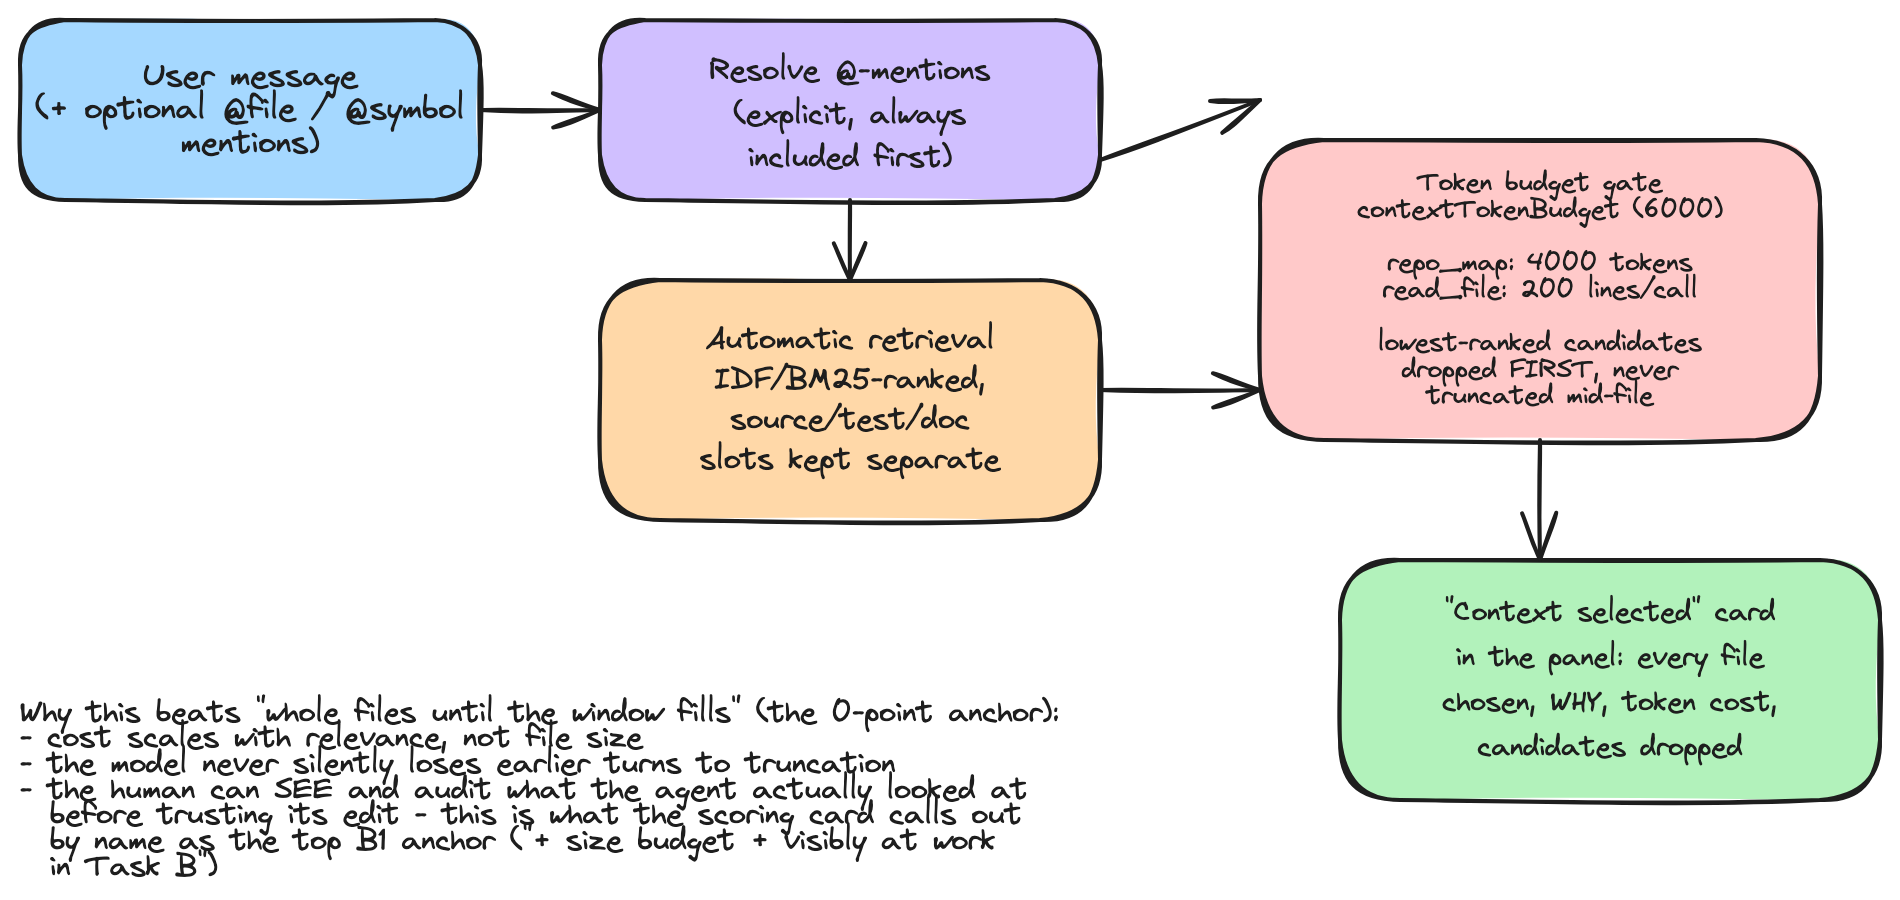 User message
(+ optional @file / @symbol
mentions)
Resolve @-mentions
(explicit, always
included first)
Automatic retrieval
IDF/BM25-ranked,
source/test/doc
slots kept separate
Token budget gate
contextTokenBudget (6000)
repo_map: 4000 tokens
read_file: 200 lines/call
lowest-ranked candidates
dropped FIRST, never
truncated mid-file
"Context selected" card
in the panel: every file
chosen, WHY, token cost,
candidates dropped
Why this beats "whole files until the window fills" (the 0-point anchor):
- cost scales with relevance, not file size
- the model never silently loses earlier turns to truncation
- the human can SEE and audit what the agent actually looked at
before trusting its edit - this is what the scoring card calls out
by name as the top B1 anchor ("+ size budget + visibly at work
in Task B")